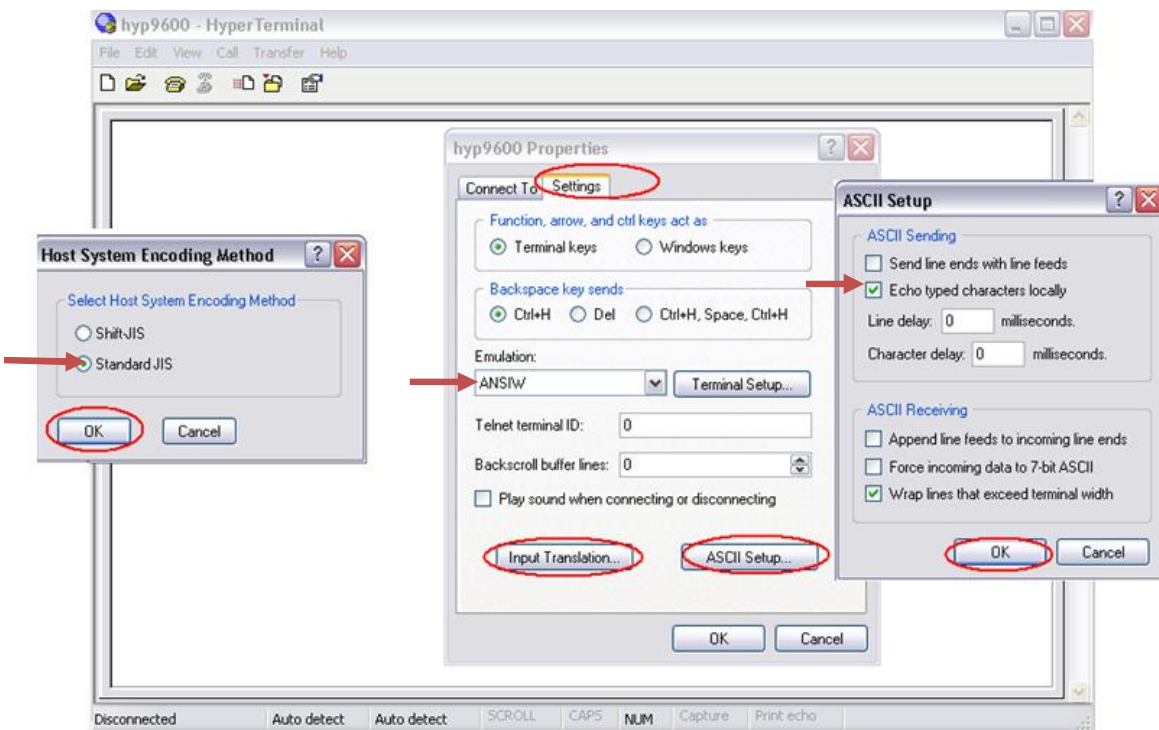 hyp9600 - HyperTerminal
File Edit View Call Transfer Help
hyp9600 Properties
Connect To Settings
Function, arrow, and ctrl keys act as
Terminal keys Windows keys
Backspace key sends
Ctrl+H Del Ctrl+H, Space, Ctrl+H
Emulation:
ANSIW Terminal Setup...
Telnet terminal ID: 0
Backscroll buffer lines: 0
Play sound when connecting or disconnecting
Input Translation... ASCII Setup...
OK Cancel
Host System Encoding Method
Select Host System Encoding Method
Shift-JIS
Standard JIS
OK Cancel
ASCII Setup
ASCII Sending
Send line ends with line feeds
Echo typed characters locally
Line delay: 0 milliseconds.
Character delay: 0 milliseconds.
ASCII Receiving
Append line feeds to incoming line ends
Force incoming data to 7-bit ASCII
Wrap lines that exceed terminal width
OK Cancel
Disconnected Auto detect Auto detect SCROLL CAPS NUM Capture Print echo